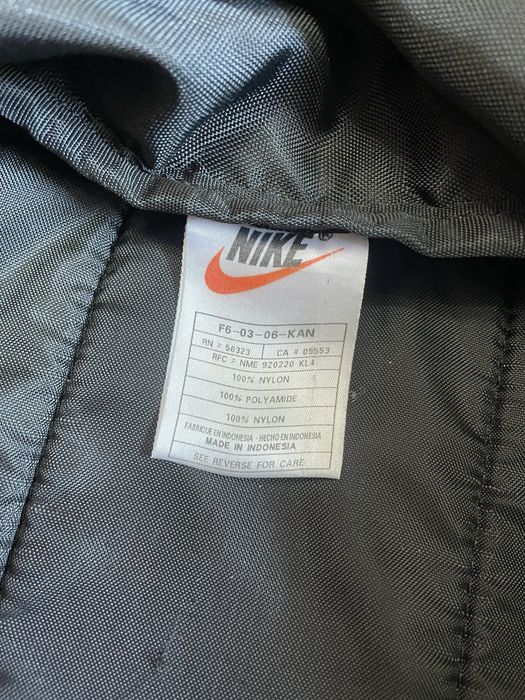 NIKE®
F6-03-06-KAN
RN = 56323 CA # 05553
RFC = NME 920220 KL4
100% NYLON
100% POLYAMIDE
100% NYLON
FABRIQUE EN INDONESIA - HECHO EN INDONESIA
MADE IN INDONESIA
SEE REVERSE FOR CARE